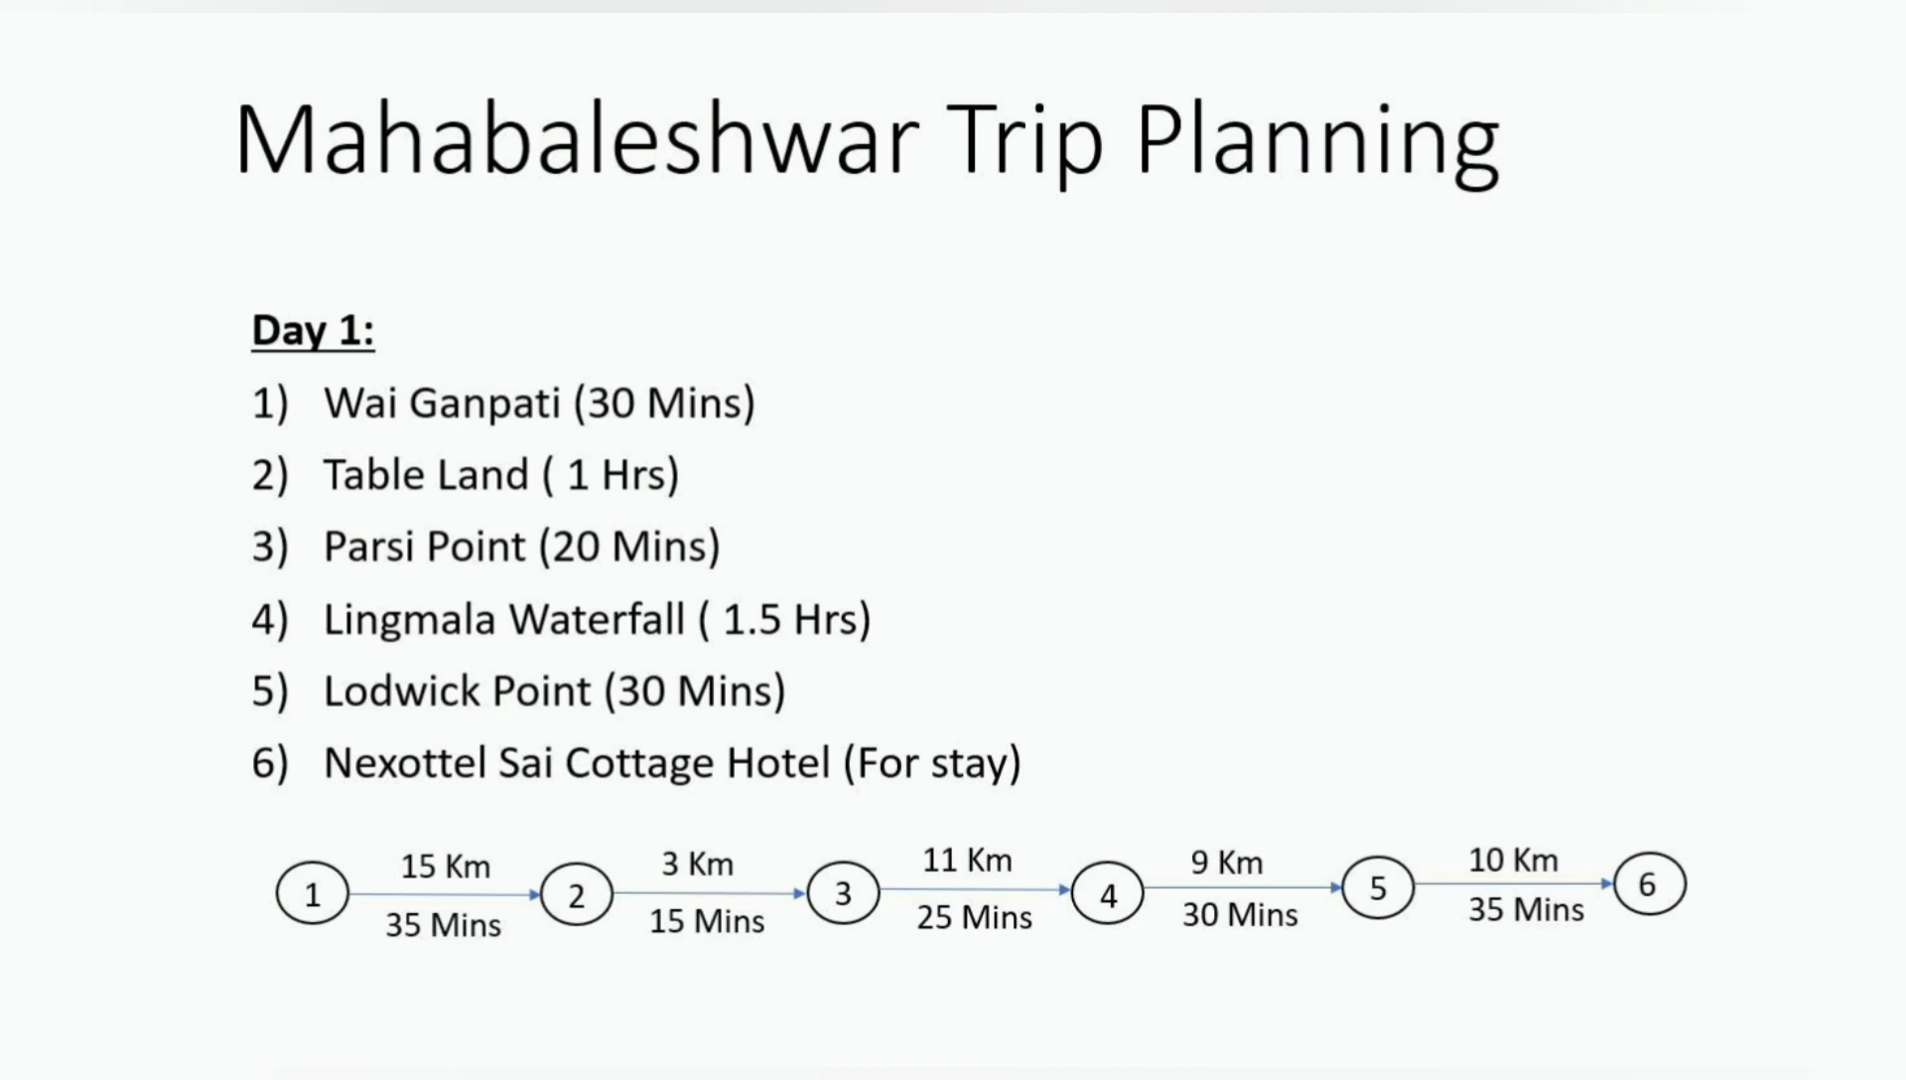 Mahabaleshwar Trip Planning
Day 1:
1) Wai Ganpati (30 Mins)
2) Table Land ( 1 Hrs)
3) Parsi Point (20 Mins)
4) Lingmala Waterfall ( 1.5 Hrs)
5) Lodwick Point (30 Mins)
6) Nexottel Sai Cottage Hotel (For stay)
15 Km 3 Km 11 Km 9 Km 10 Km
1 2 3 4 5 6
35 Mins 15 Mins 25 Mins 30 Mins 35 Mins